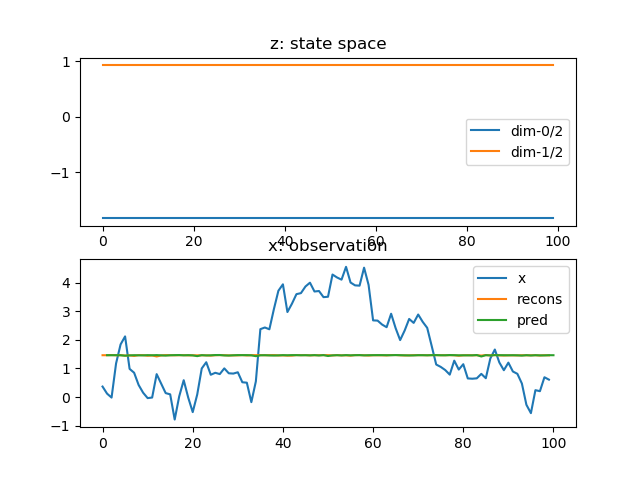 z: state space
1
0
−1
dim-0/2
dim-1/2
0 20 40 60 80 100
x: observation
4
3
2
1
0
−1
x
recons
pred
0 20 40 60 80 100